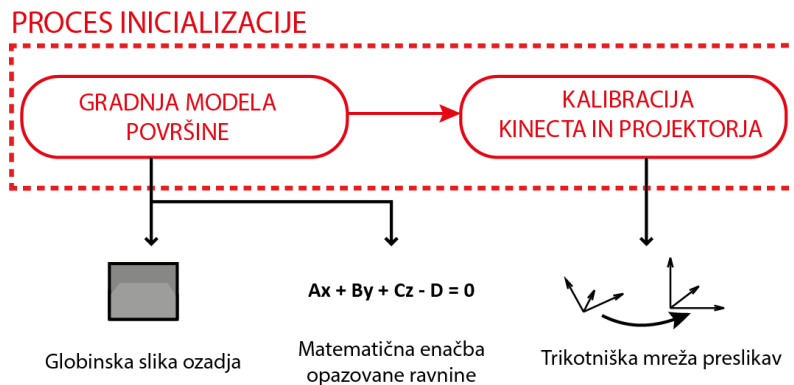 PROCES INICIALIZACIJE
GRADNJA MODELA
POVRŠINE
KALIBRACIJA
KINECTA IN PROJEKTORJA
Globinska slika ozadja
Ax + By + Cz - D = 0
Matematična enačba
opazovane ravnine
Trikotniška mreža preslikav